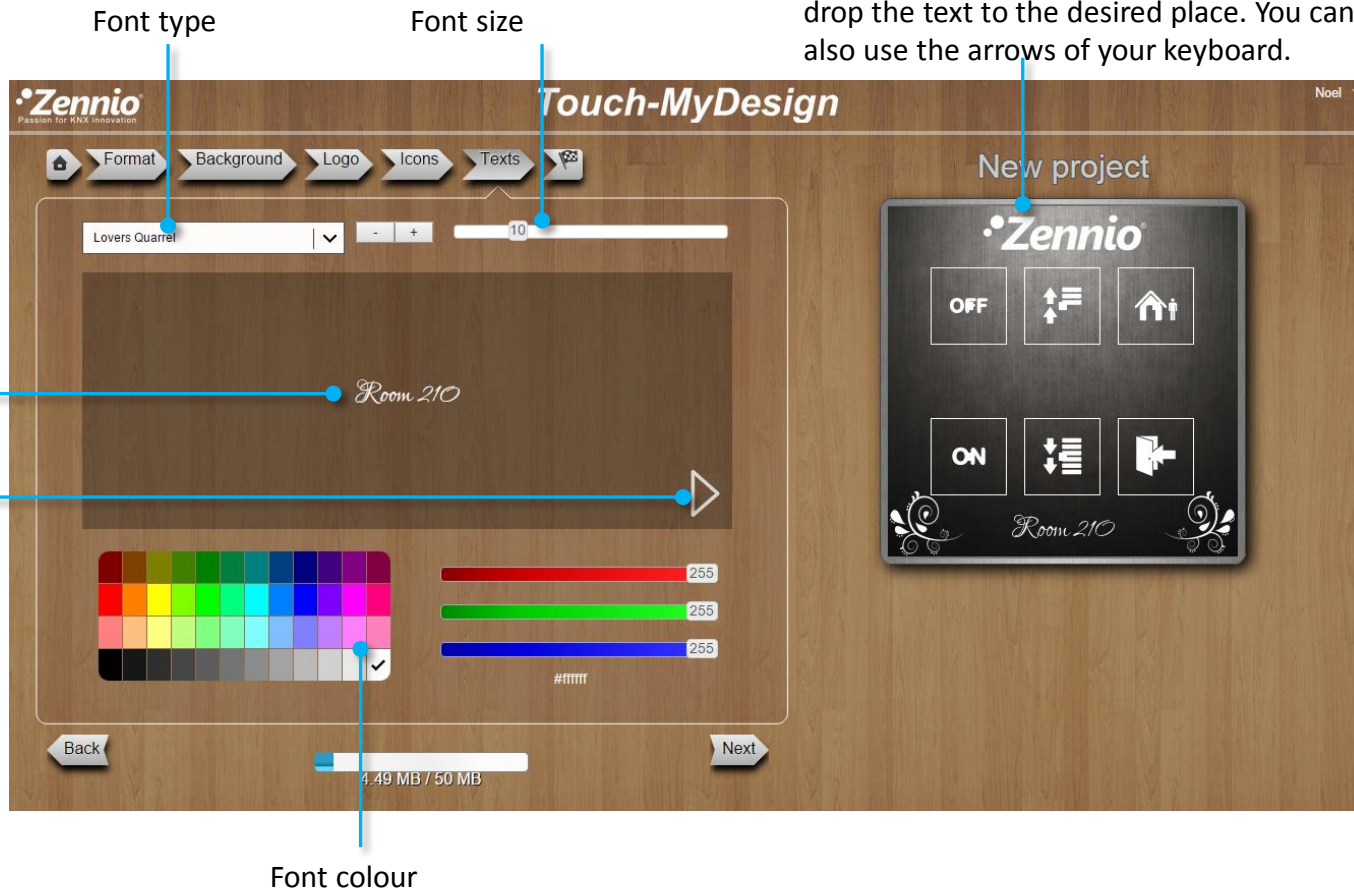 drop the text to the desired place. You can
Font type
Font size
also use the arrows of your keyboard.
Zennio
Passion for KNX innovation
Touch-MyDesign
Noel
Format
Background
Logo
Icons
Texts
New project
Lovers Quarrel
-
+
10
Zennio
OFF
Room 210
ON
Room 210
255
255
255
#ffffff
Back
4.49 MB / 50 MB
Next
Font colour